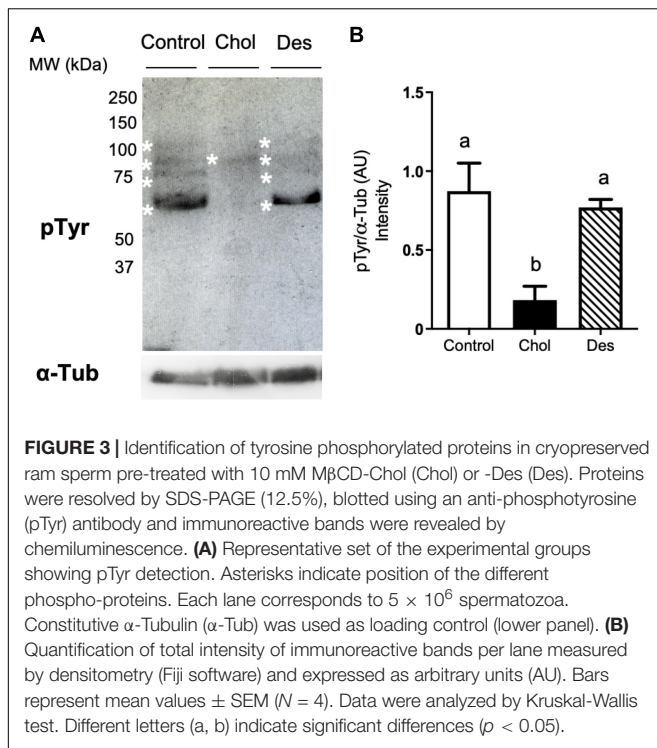 A
Control Chol Des
MW (kDa)
250
150
100
75
50
37
pTyr
α-Tub
* * * *
*
* * * *
B
pTyr/α-Tub (AU)
Intensity
1.5
1.0
0.5
0
a
b
a
Control Chol Des
FIGURE 3 | Identification of tyrosine phosphorylated proteins in cryopreserved
ram sperm pre-treated with 10 mM MβCD-Chol (Chol) or -Des (Des). Proteins
were resolved by SDS-PAGE (12.5%), blotted using an anti-phosphotyrosine
(pTyr) antibody and immunoreactive bands were revealed by
chemiluminescence. (A) Representative set of the experimental groups
showing pTyr detection. Asterisks indicate position of the different
phospho-proteins. Each lane corresponds to 5 × 10⁶ spermatozoa.
Constitutive α-Tubulin (α-Tub) was used as loading control (lower panel). (B)
Quantification of total intensity of immunoreactive bands per lane measured
by densitometry (Fiji software) and expressed as arbitrary units (AU). Bars
represent mean values ± SEM (N = 4). Data were analyzed by Kruskal-Wallis
test. Different letters (a, b) indicate significant differences (p < 0.05).